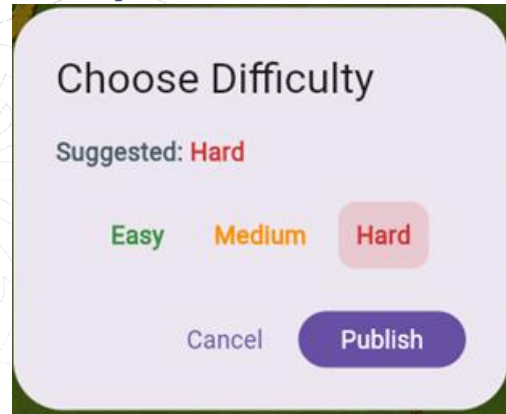 Choose Difficulty
Suggested: Hard
Easy Medium Hard
Cancel Publish